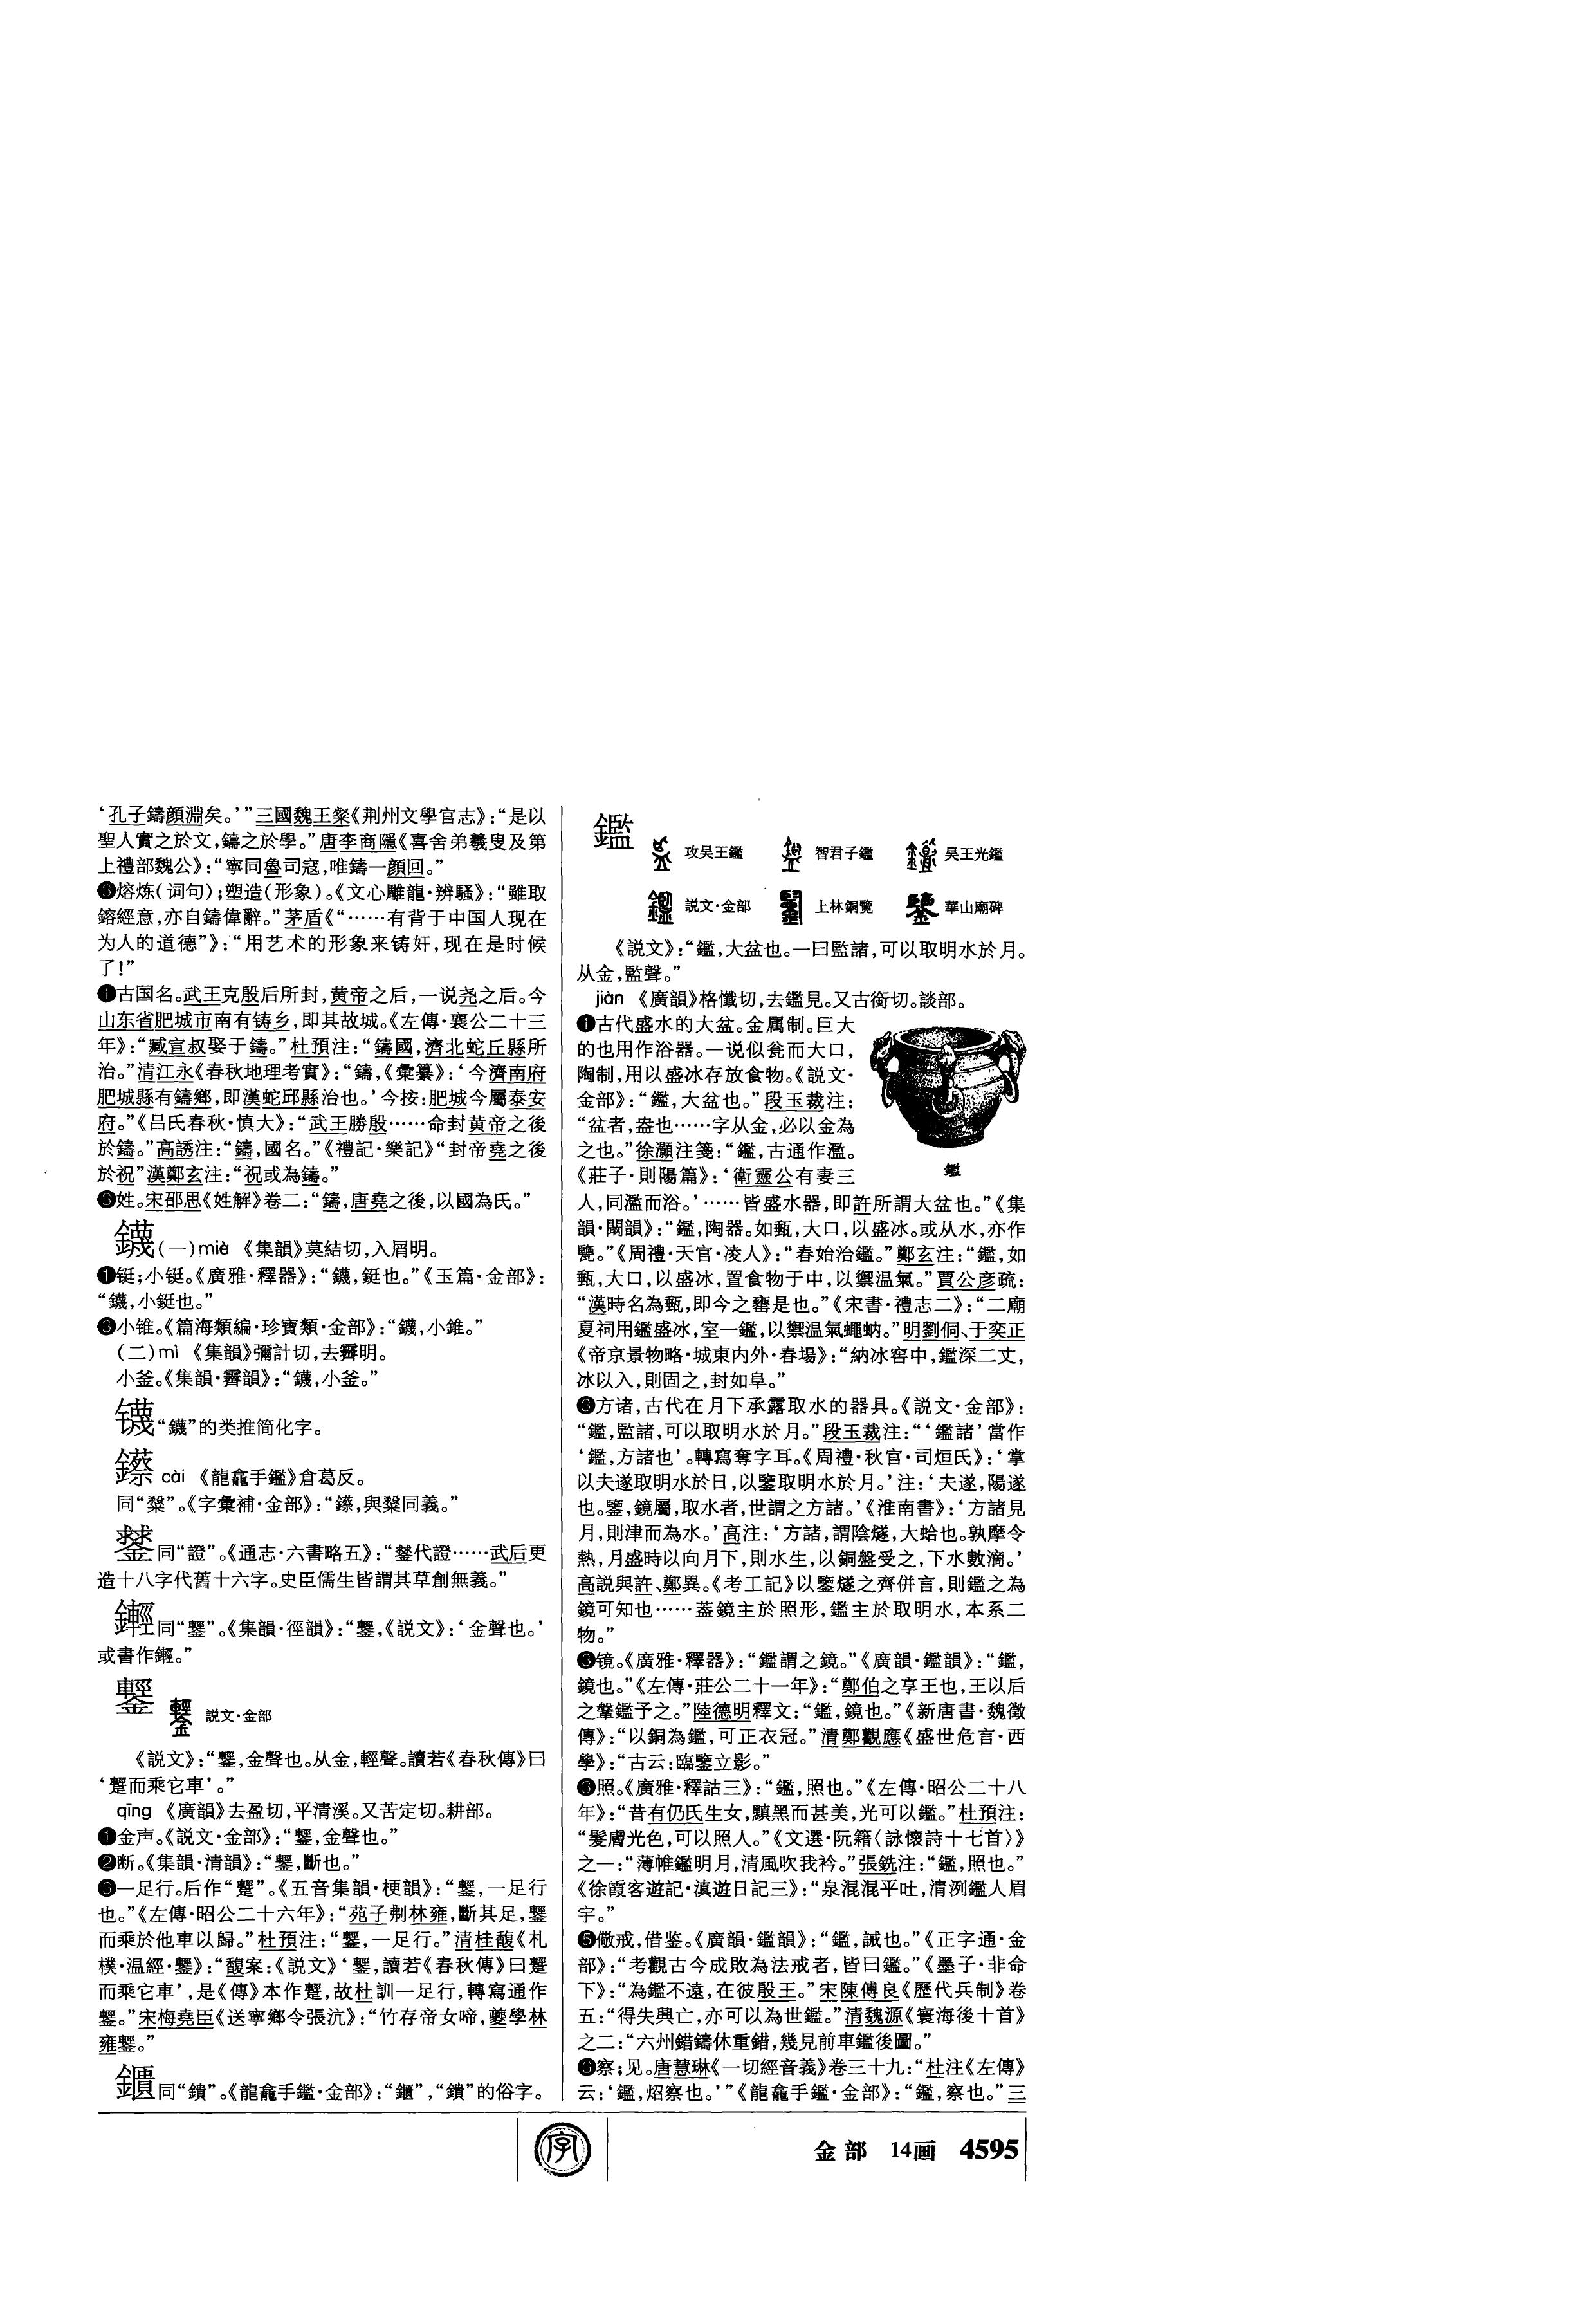 ‘孔子鑄顔淵矣。’”三國魏王粲《荆州文學官志》：“是以
聖人實之於文，鑄之於學。”唐李商隱《喜舍弟羲叟及第
上禮部魏公》：“寧同魯司寇，唯鑄一顔回。”
❸熔炼(词句)；塑造(形象)。《文心雕龍·辨騷》：“雖取
鎔經意，亦自鑄偉辭。”茅盾《“……有背于中国人现在
为人的道德”》：“用艺术的形象来铸奸，现在是时候
了！”
古国名。武王克殷后所封，黄帝之后，一说尧之后。今
山东省肥城市南有铸乡，即其故城。《左傳·襄公二十三
年》：“臧宣叔娶于鑄。”杜預注：“鑄國，濟北蛇丘縣所
治。”清江永《春秋地理考實》：“鑄，《彙纂》：‘今濟南府
肥城縣有鑄鄉，即漢蛇邱縣治也。’今按：肥城今屬泰安
府。”《吕氏春秋·慎大》：“武王勝殷……命封黄帝之後
於鑄。”高誘注：“鑄，國名。”《禮記·樂記》“封帝堯之後
於祝”漢鄭玄注：“祝或為鑄。”
姓。宋邵思《姓解》卷二：“鑄，唐堯之後，以國為氏。”
鑖(一)miè 《集韻》莫結切，入屑明。
❶铤；小铤。《廣雅·釋器》：“鑖，鋌也。”《玉篇·金部》：
“鑖，小鋌也。”
小锥。《篇海類編·珍寶類·金部》：“鑖，小錐。”
(二)mì 《集韻》彌計切，去霽明。
小釜。《集韻·霽韻》：“鑖，小釜。”
“鑖”的类推简化字。
cài 《龍龕手鑑》倉葛反。
同“䥽”。《字彙補·金部》：“
同“證”。《通志·六書略五》：“代證……武后更
造十八字代舊十六字。史臣儒生皆謂其草創無義。”
同“鑋”。《集韻·徑韻》：“鑋，《説文》：‘金聲也。’
或書作。”
鑋 説文·金部
《説文》：“鑋，金聲也。从金，輕聲。讀若《春秋傳》曰
‘躄而乘它車’。”
qīng 《廣韻》去盈切，平清溪。又苦定切。耕部。
❶金声。《説文·金部》：“鑋，金聲也。”
❷断。《集韻·清韻》：“鑋，斷也。”
❸一足行。后作“”。《五音集韻·梗韻》：“鑋，一足行
也。”《左傳·昭公二十六年》：“苑子刜林雍，斷其足，鑋
而乘於他車以歸。”杜預注：“鑋，一足行。”清桂馥《札
樸·温經·鑋》：“馥案：《説文》‘鑋，讀若《春秋傳》曰
而乘它車’，是《傳》本作，故杜訓一足行，轉寫通作
鑋。”宋梅堯臣《送寧鄉令張沆》：“竹存帝女啼，夔學林
雍鑋。”
同“鐀”。《龍龕手鑑·金部》：“”，“鐀”的俗字。
鑑 攻吴王鑑 智君子鑑 吴王光鑑
説文·金部 上林銅覽 華山廟碑
《説文》：“鑑，大盆也。一曰監諸，可以取明水於月。
从金，監聲。”
jiàn 《廣韻》格懺切，去鑑見。又古銜切。談部。
❶古代盛水的大盆。金属制。巨大
的也用作浴器。一说似瓮而大口，
陶制，用以盛冰存放食物。《説文·
金部》：“鑑，大盆也。”段玉裁注：
“盆者，盎也……字从金，必以金為
之也。”徐灝注箋：“鑑，古通作濫。
《莊子·則陽篇》：‘衛靈公有妻三
鑑
人，同濫而浴。’……皆盛水器，即許所謂大盆也。”《集
韻·闞韻》：“鑑，陶器。如甄，大口，以盛冰。或从水，亦作
䰐。”《周禮·天官·凌人》：“春始治鑑。”鄭玄注：“鑑，如
甀，大口，以盛冰，置食物于中，以禦温氣。”賈公彦疏：
“漢時名為甀，即今之甕是也。”《宋書·禮志二》：“二廟
夏祠用鑑盛冰，室一鑑，以禦温氣蠅蚋。”明劉侗、于奕正
《帝京景物略·城東内外·春場》：“納冰窖中，鑑深二丈，
冰以入，則固之，封如阜。”
方诸，古代在月下承露取水的器具。《説文·金部》：
“鑑，監諸，可以取明水於月。”段玉裁注：“‘鑑諸’當作
‘鑑，方諸也’。轉寫奪字耳。《周禮·秋官·司烜氏》：‘掌
以夫遂取明水於日，以鑒取明水於月。’注：‘夫遂，陽遂
也。鑒，鏡屬，取水者，世謂之方諸。’《淮南書》：‘方諸見
月，則津而為水。’高注：‘方諸，謂陰燧，大蛤也。孰摩令
熱，月盛時以向月下，則水生，以銅盤受之，下水數滴。’
高説與許、鄭異。《考工記》以鑒燧之齊併言，則鑑之為
鏡可知也……葢鏡主於照形，鑑主於取明水，本系二
物。”
❸镜。《廣雅·釋器》：“鑑謂之鏡。”《廣韻·鑑韻》：“鑑，
鏡也。”《左傳·莊公二十一年》：“鄭伯之享王也，王以后
之鞶鑑予之。”陸德明釋文：“鑑，鏡也。”《新唐書·魏徵
傳》：“以銅為鑑，可正衣冠。”清鄭觀應《盛世危言·西
學》：“古云：臨鑒立影。”
照。《廣雅·釋詁三》：“鑑，照也。”《左傳·昭公二十八
年》：“昔有仍氏生女，黰黑而甚美，光可以鑑。”杜預注：
“髮膚光色，可以照人。”《文選·阮籍〈詠懷詩十七首〉》
之一：“薄帷鑑明月，清風吹我衿。”張銑注：“鑑，照也。”
《徐霞客遊記·滇遊日記三》：“泉混混平吐，清冽鑑人眉
宇。”
❺儆戒，借鉴。《廣韻·鑑韻》：“鑑，誡也。”《正字通·金
部》：“考觀古今成敗為法戒者，皆曰鑑。”《墨子·非命
下》：“為鑑不遠，在彼殷王。”宋陳傅良《歷代兵制》卷
五：“得失興亡，亦可以為世鑑。”清魏源《寰海後十首》
之二：“六州錯鑄休重錯，幾見前車鑑後圖。”
察；见。唐慧琳《一切經音義》卷三十九：“杜注《左傳》
云：‘鑑，炤察也。’”《龍龕手鑑·金部》：“鑑，察也。”三
字
金部 14画 4595